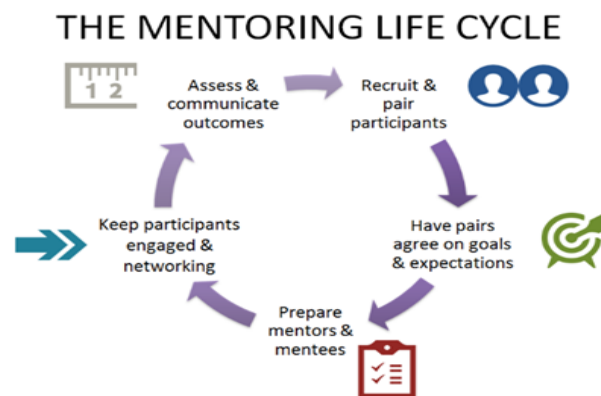 THE MENTORING LIFE CYCLE
1 2
Assess &
communicate
outcomes
Recruit &
pair
participants
Have pairs
agree on goals
& expectations
Prepare
mentors &
mentees
Keep participants
engaged &
networking